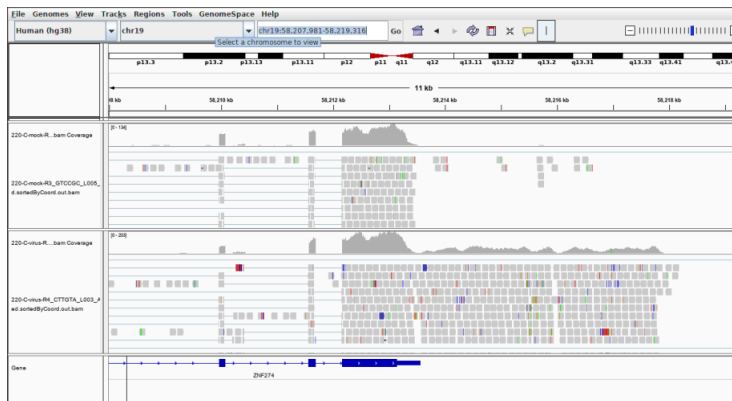 File Genomes View Tracks Regions Tools GenomeSpace Help
Human (hg38) chr19 chr19:58,207,981-58,219,316 Go
Select a chromosome to view
p13.3 p13.2 p13.13 p13.11 p12 p11 q11 q12 q13.11 q13.12 q13.2 q13.31 q13.33 q13.41 q13.4
11 kb
kb 58,210 kb 58,212 kb 58,214 kb 58,216 kb 58,218 kb
220-C-mock-R...bam Coverage
[0 - 134]
220-C-mock-R3_GTCCGC_L005_
d.sortedByCoord.out.bam
220-C-virus-R...bam Coverage
220-C-virus-R4_CTTGTA_L003_
ed.sortedByCoord.out.bam
Gene
ZNF274